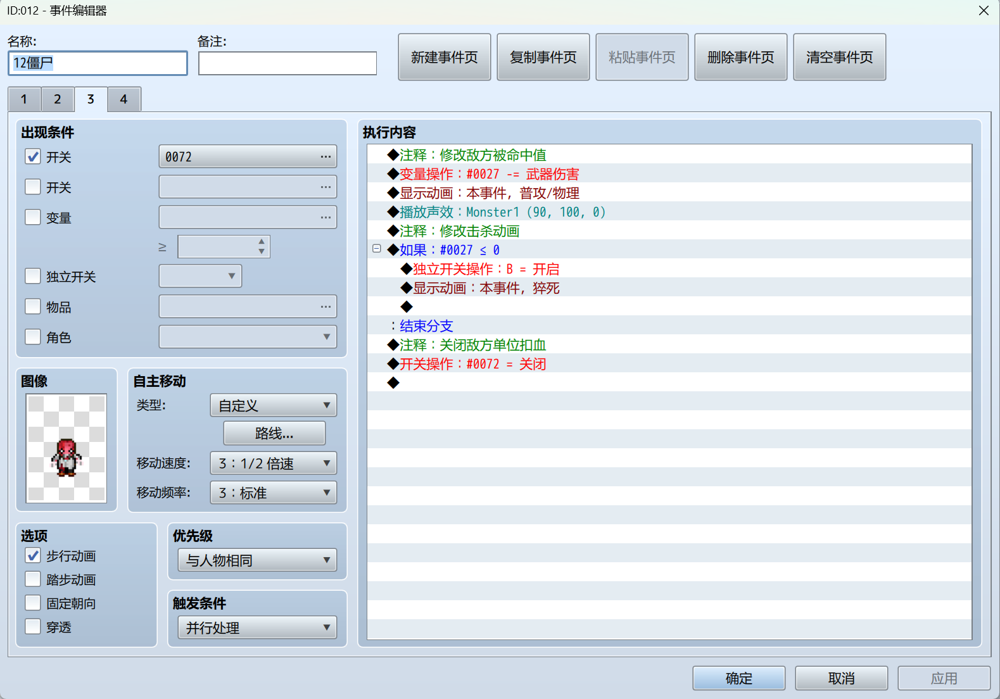 ID:012 - 事件编辑器
名称:
备注:
12僵尸
新建事件页
复制事件页
粘贴事件页
删除事件页
清空事件页
1
2
3
4
出现条件
开关
0072
...
开关
...
变量
...
≥
独立开关
物品
...
角色
图像
自主移动
类型:
自定义
路线...
移动速度:
3：1/2 倍速
移动频率:
3：标准
选项
步行动画
踏步动画
固定朝向
穿透
优先级
与人物相同
触发条件
并行处理
执行内容
◆注释：修改敌方被命中值
◆变量操作：#0027 -= 武器伤害
◆显示动画：本事件, 普攻/物理
◆播放声效：Monster1 (90, 100, 0)
◆注释：修改击杀动画
◆如果：#0027 ≤ 0
◆独立开关操作：B = 开启
◆显示动画：本事件, 猝死
◆
：结束分支
◆注释：关闭敌方单位扣血
◆开关操作：#0072 = 关闭
◆
确定
取消
应用